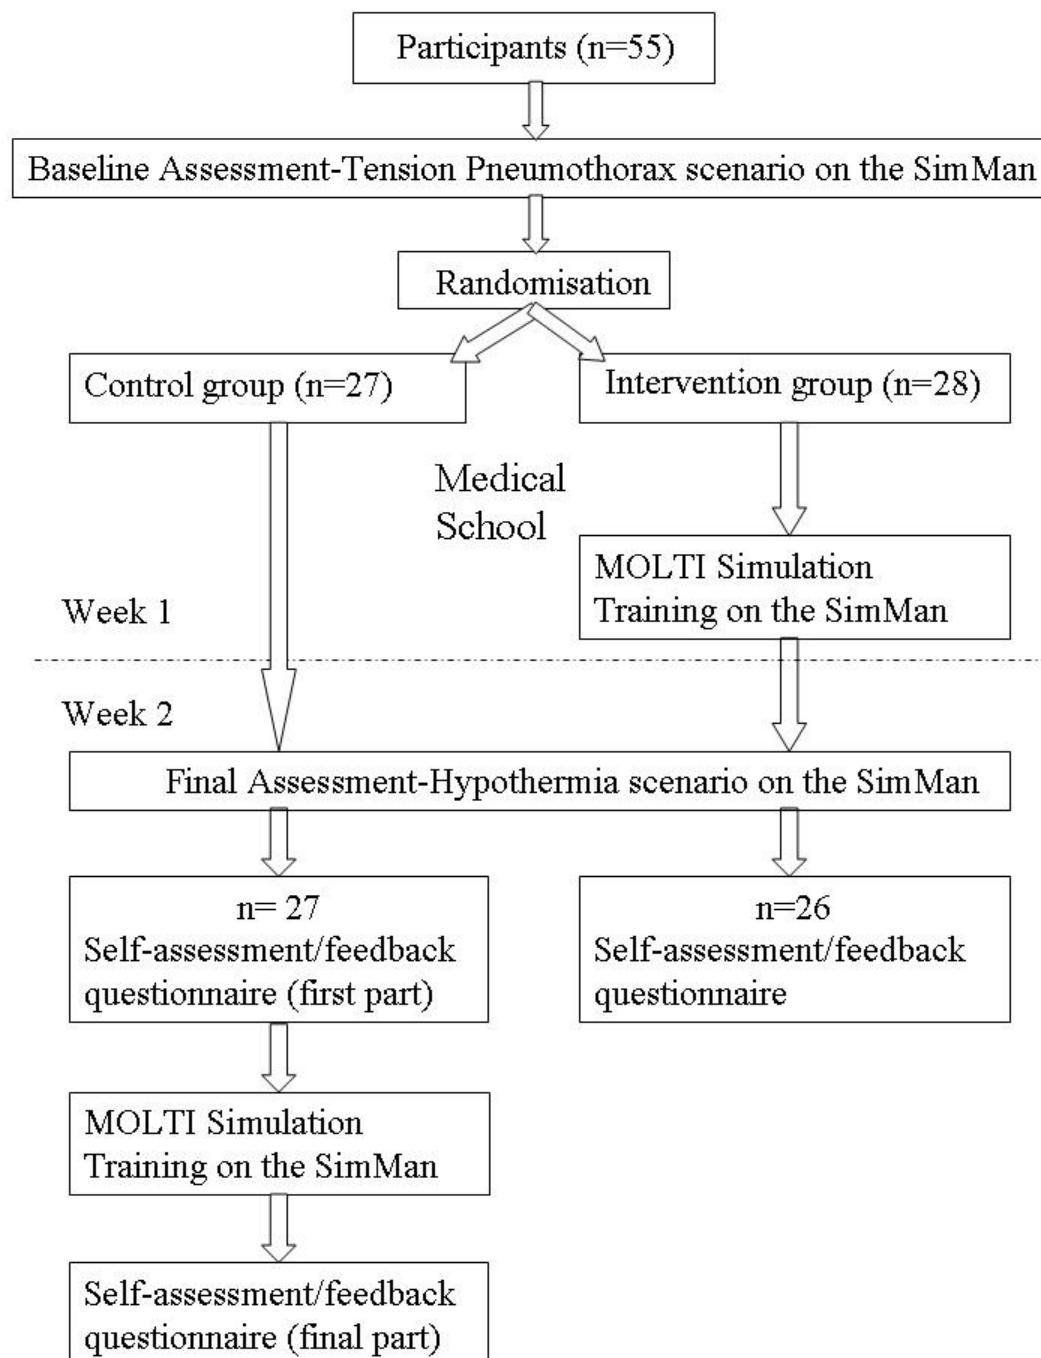 Participants (n=55)
Baseline Assessment-Tension Pneumothorax scenario on the SimMan
Randomisation
Control group (n=27)
Intervention group (n=28)
Medical
School
MOLTI Simulation
Training on the SimMan
Week 1
Week 2
Final Assessment-Hypothermia scenario on the SimMan
n= 27
Self-assessment/feedback
questionnaire (first part)
n=26
Self-assessment/feedback
questionnaire
MOLTI Simulation
Training on the SimMan
Self-assessment/feedback
questionnaire (final part)